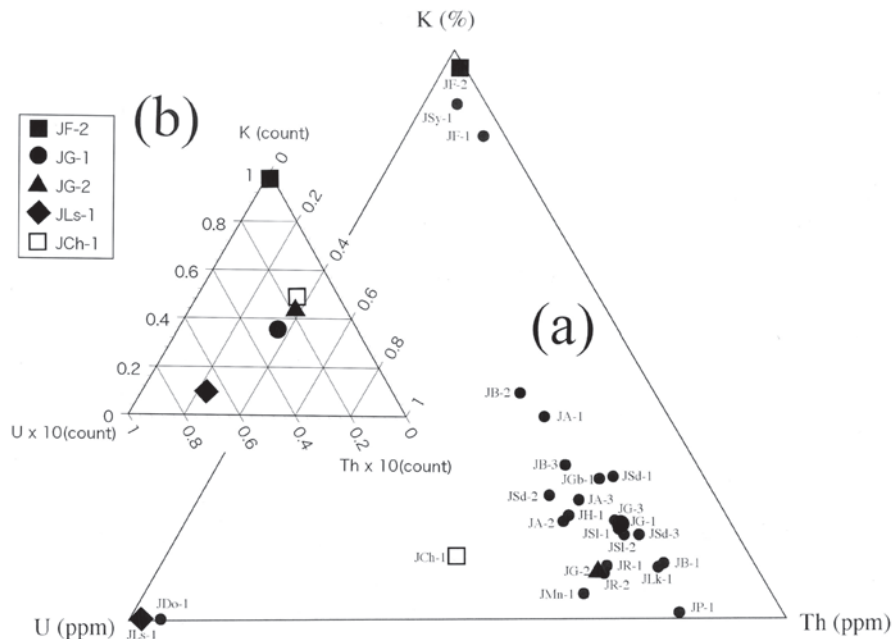 K (%)
(b)
JF-2
JG-1
JG-2
JLs-1
JCh-1
K (count)
1
0
0.8
0.2
0.6
0.4
0.4
0.6
0.2
0.8
0
1
1
0.8
0.6
0.4
0.2
0
U x 10(count)
Th x 10(count)
(a)
JF-2
JSy-1
JF-1
JB-2
JA-1
JB-3
JGb-1
JSd-1
JSd-2
JA-3
JG-3
JH-1
JG-1
JA-2
JSl-1
JSd-3
JSl-2
JCh-1
JR-1
JB-1
JG-2
JLk-1
JR-2
JMn-1
JP-1
JDo-1
U (ppm)
JLs-1
Th (ppm)